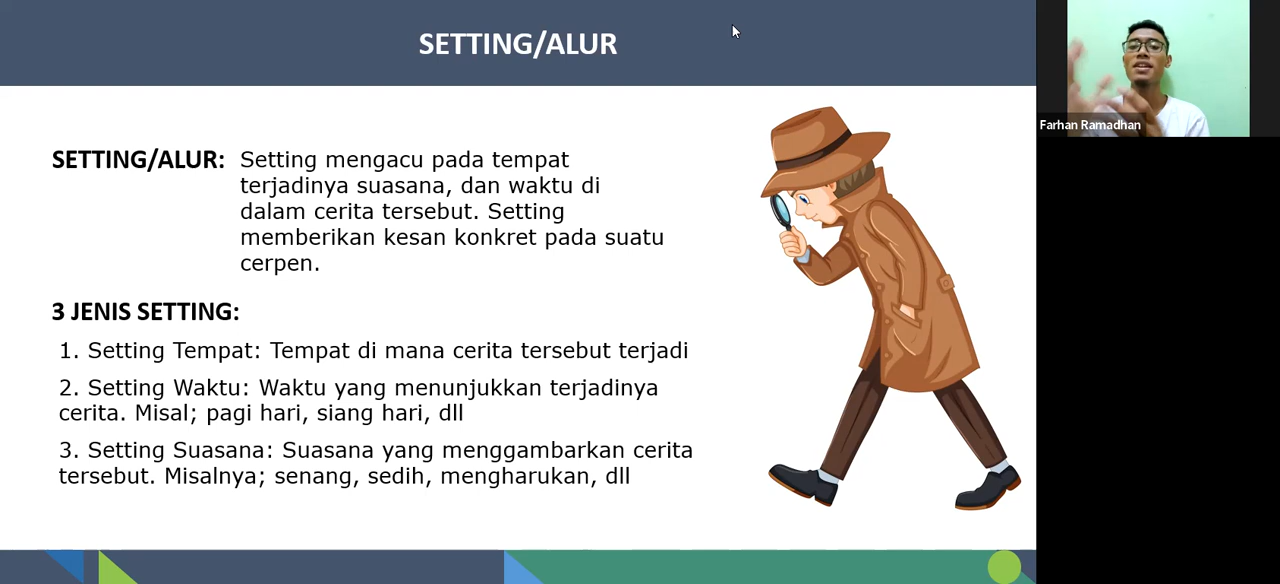 SETTING/ALUR
Farhan Ramadhan
SETTING/ALUR: Setting mengacu pada tempat
terjadinya suasana, dan waktu di
dalam cerita tersebut. Setting
memberikan kesan konkret pada suatu
cerpen.
3 JENIS SETTING:
1. Setting Tempat: Tempat di mana cerita tersebut terjadi
2. Setting Waktu: Waktu yang menunjukkan terjadinya
cerita. Misal; pagi hari, siang hari, dll
3. Setting Suasana: Suasana yang menggambarkan cerita
tersebut. Misalnya; senang, sedih, mengharukan, dll